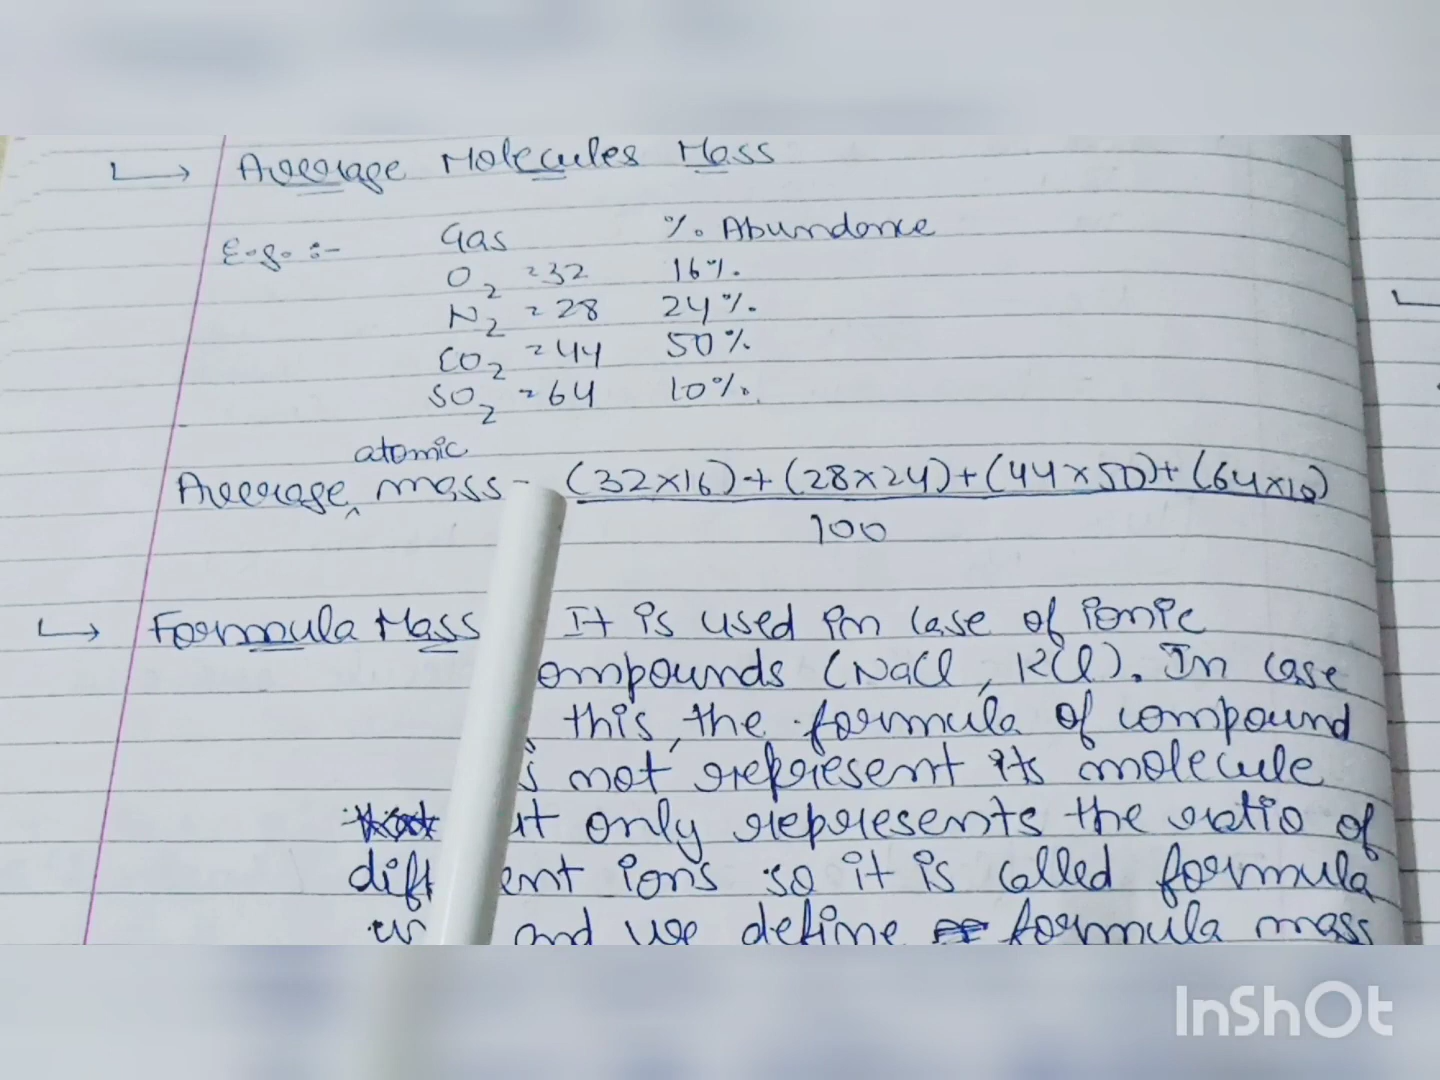 ↳ Average Molecules Mass
E.g. :- Gas % Abundance
O2 = 32 16%.
N2 = 28 24%.
CO2 = 44 50%
SO2 = 64 10%.
atomic
Average mass = (32×16)+(28×24)+(44×50)+(64×10)
100
↳ Formula Mass It is used in case of ionic
ompounds (NaCl, KCl). In case
this, the formula of compound
s not represent its molecule
ut only represents the ratio of
diff ent ions so it is called formula
un and we define formula mass
InShOt